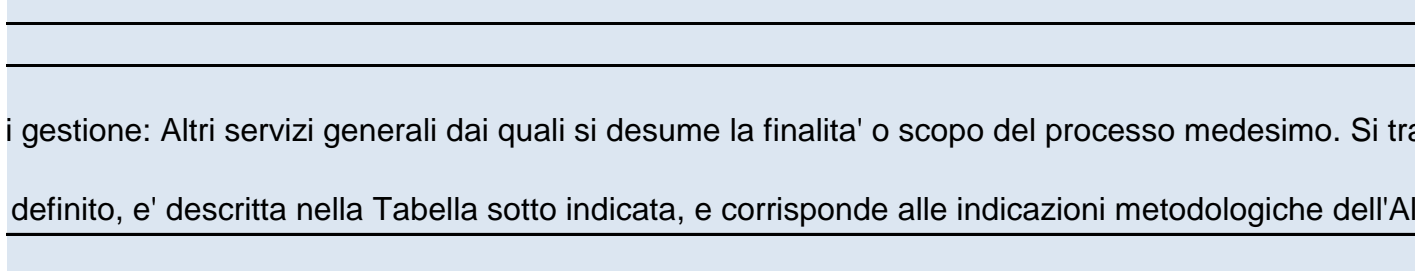 i gestione: Altri servizi generali dai quali si desume la finalita' o scopo del processo medesimo. Si tra
definito, e' descritta nella Tabella sotto indicata, e corrisponde alle indicazioni metodologiche dell'Al